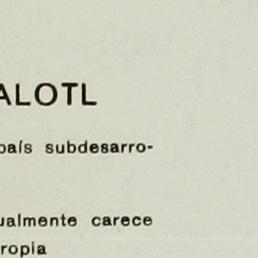 ALOTL
país subdesarro-
ualmente carece
ropia